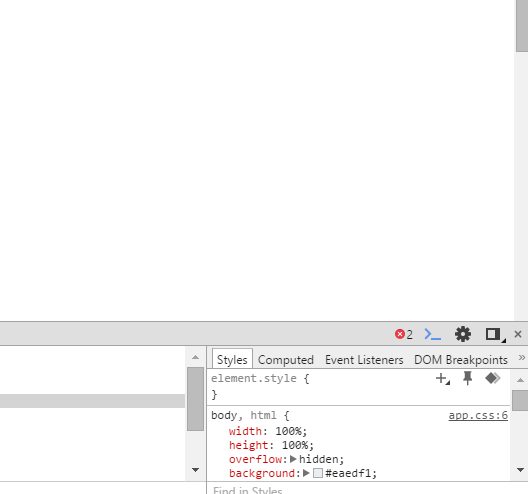 2
×
Styles Computed Event Listeners DOM Breakpoints »
element.style {
}
body, html { app.css:6
width: 100%;
height: 100%;
overflow: hidden;
background: #eaedf1;
Find in Styles